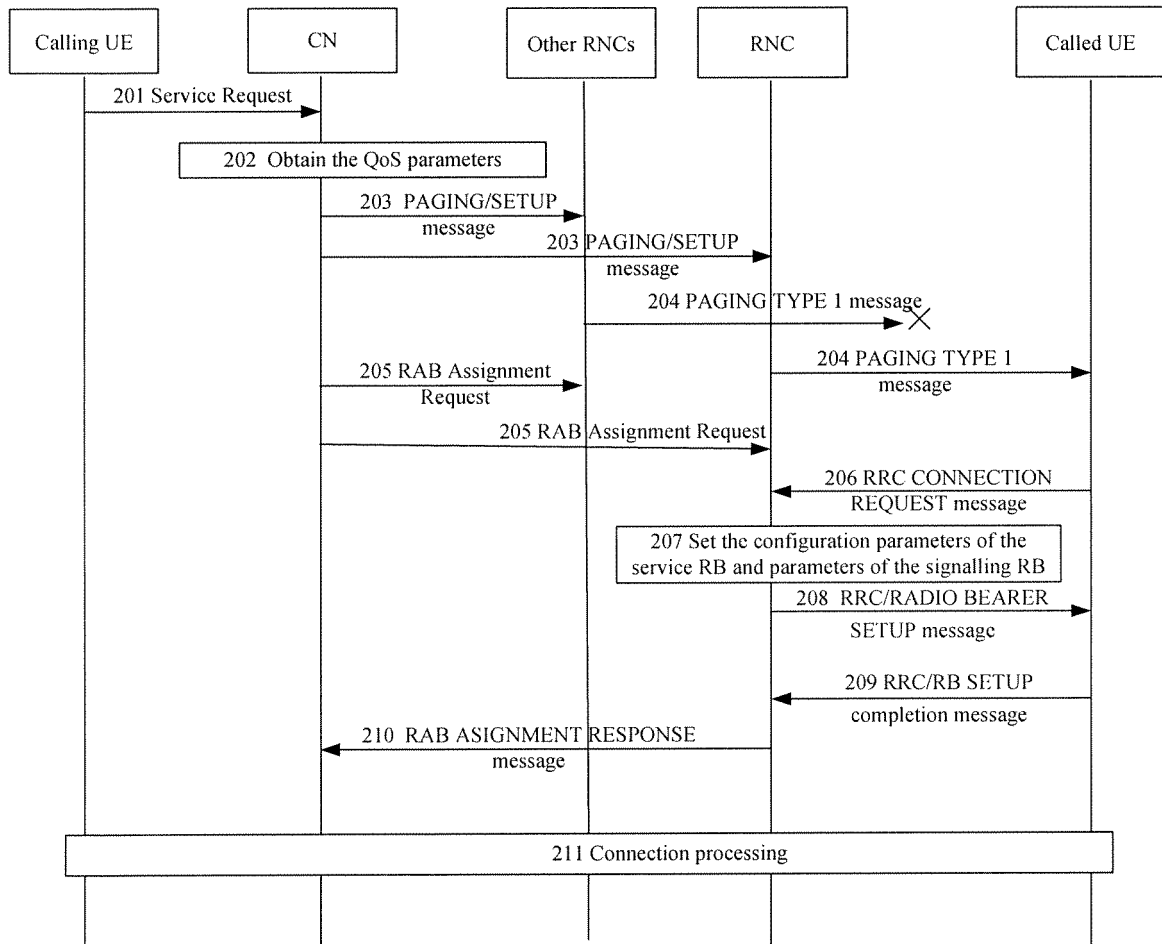 Calling UE
CN
Other RNCs
RNC
Called UE
201 Service Request
202 Obtain the QoS parameters
203 PAGING/SETUP
message
203 PAGING/SETUP
message
204 PAGING TYPE 1 message
204 PAGING TYPE 1
message
205 RAB Assignment
Request
205 RAB Assignment Request
206 RRC CONNECTION
REQUEST message
207 Set the configuration parameters of the
service RB and parameters of the signalling RB
208 RRC/RADIO BEARER
SETUP message
209 RRC/RB SETUP
completion message
210 RAB ASIGNMENT RESPONSE
message
211 Connection processing